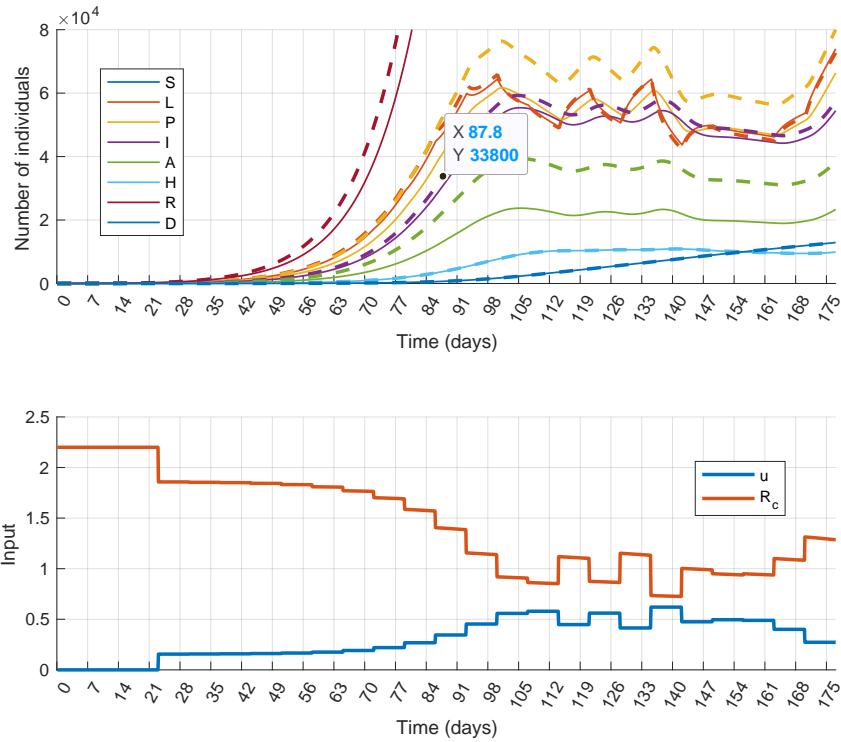 ×10⁴
8
6
4
2
0
Number of individuals
S
L
P
I
A
H
R
D
X 87.8
Y 33800
0 7 14 21 28 35 42 49 56 63 70 77 84 91 98 105 112 119 126 133 140 147 154 161 168 175
Time (days)
2.5
2
1.5
1
0.5
0
Input
u
R_c
0 7 14 21 28 35 42 49 56 63 70 77 84 91 98 105 112 119 126 133 140 147 154 161 168 175
Time (days)